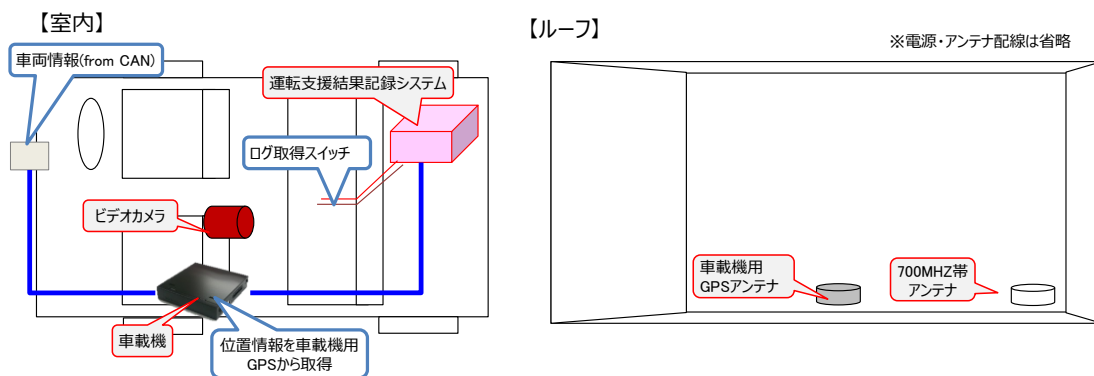 【室内】
車両情報(from CAN)
運転支援結果記録システム
ログ取得スイッチ
ビデオカメラ
車載機
位置情報を車載機用
GPSから取得
【ルーフ】
※電源・アンテナ配線は省略
車載機用
GPSアンテナ
700MHZ帯
アンテナ